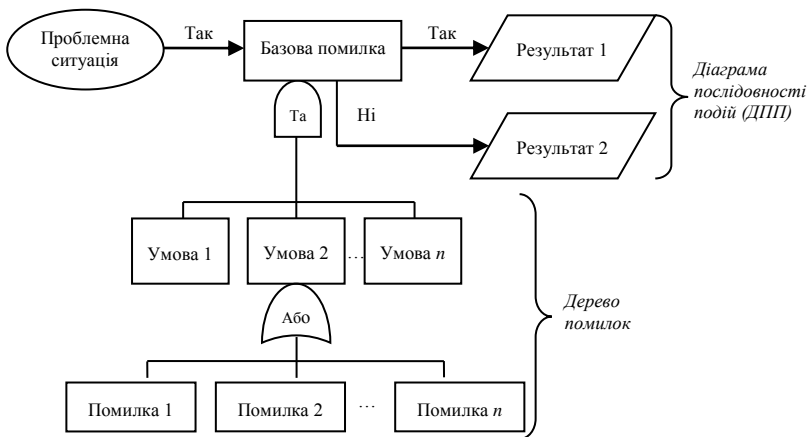 Проблемна
ситуація
Так
Базова помилка
Так
Результат 1
Та
Ні
Результат 2
Діаграма
послідовності
подій (ДПП)
Умова 1
Умова 2
...
Умова n
Або
Дерево
помилок
Помилка 1
Помилка 2
...
Помилка n